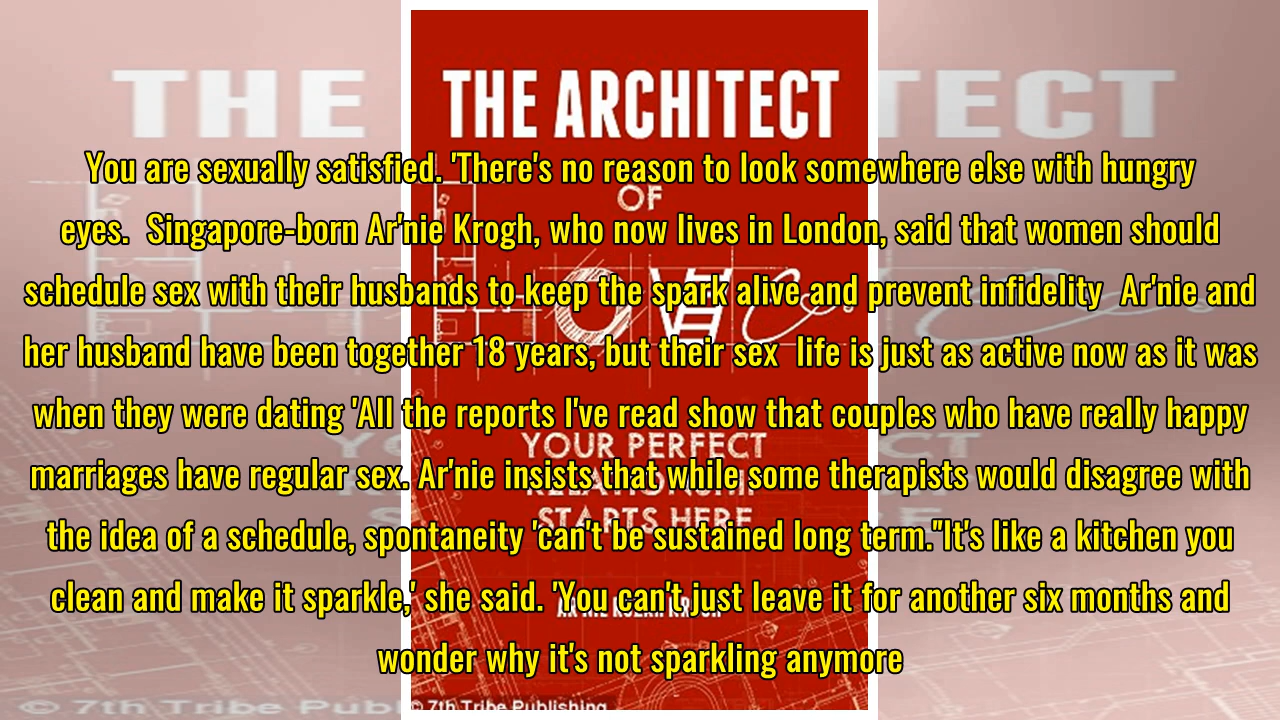 THE ARCHITECT
THE
TECT
You are sexually satisfied. 'There's no reason to look somewhere else with hungry
OF
eyes.  Singapore-born Ar'nie Krogh, who now lives in London, said that women should
schedule sex with their husbands to keep the spark alive and prevent infidelity  Ar'nie and
her husband have been together 18 years, but their sex  life is just as active now as it was
when they were dating 'All the reports I've read show that couples who have really happy
YOUR PERFECT
marriages have regular sex. Ar'nie insists that while some therapists would disagree with
RELATIONSHIP
STARTS HERE
the idea of a schedule, spontaneity 'can't be sustained long term.''It's like a kitchen you
clean and make it sparkle,' she said. 'You can't just leave it for another six months and
wonder why it's not sparkling anymore
© 7th Tribe Publishing
© 7th Tribe Publ